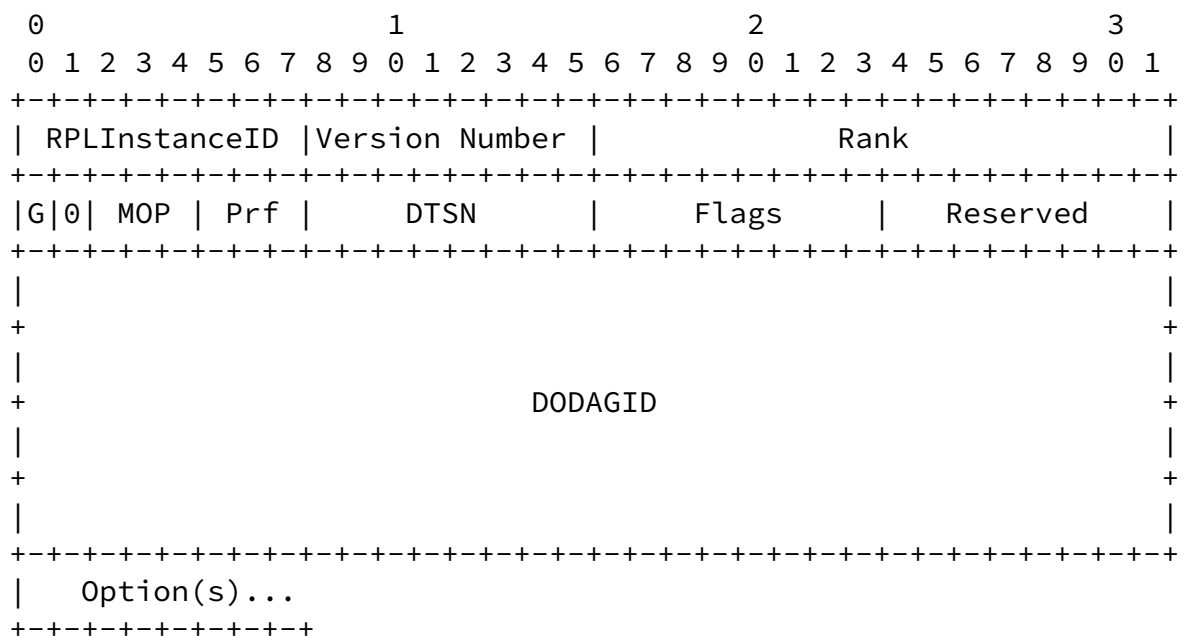 0                   1                   2                   3
 0 1 2 3 4 5 6 7 8 9 0 1 2 3 4 5 6 7 8 9 0 1 2 3 4 5 6 7 8 9 0 1
+-+-+-+-+-+-+-+-+-+-+-+-+-+-+-+-+-+-+-+-+-+-+-+-+-+-+-+-+-+-+-+-+
| RPLInstanceID |Version Number |             Rank              |
+-+-+-+-+-+-+-+-+-+-+-+-+-+-+-+-+-+-+-+-+-+-+-+-+-+-+-+-+-+-+-+-+
|G|0| MOP | Prf |     DTSN      |     Flags     |   Reserved    |
+-+-+-+-+-+-+-+-+-+-+-+-+-+-+-+-+-+-+-+-+-+-+-+-+-+-+-+-+-+-+-+-+
|                                                               |
+                                                               +
|                                                               |
+                            DODAGID                            +
|                                                               |
+                                                               +
|                                                               |
+-+-+-+-+-+-+-+-+-+-+-+-+-+-+-+-+-+-+-+-+-+-+-+-+-+-+-+-+-+-+-+-+
|   Option(s)...
+-+-+-+-+-+-+-+-+